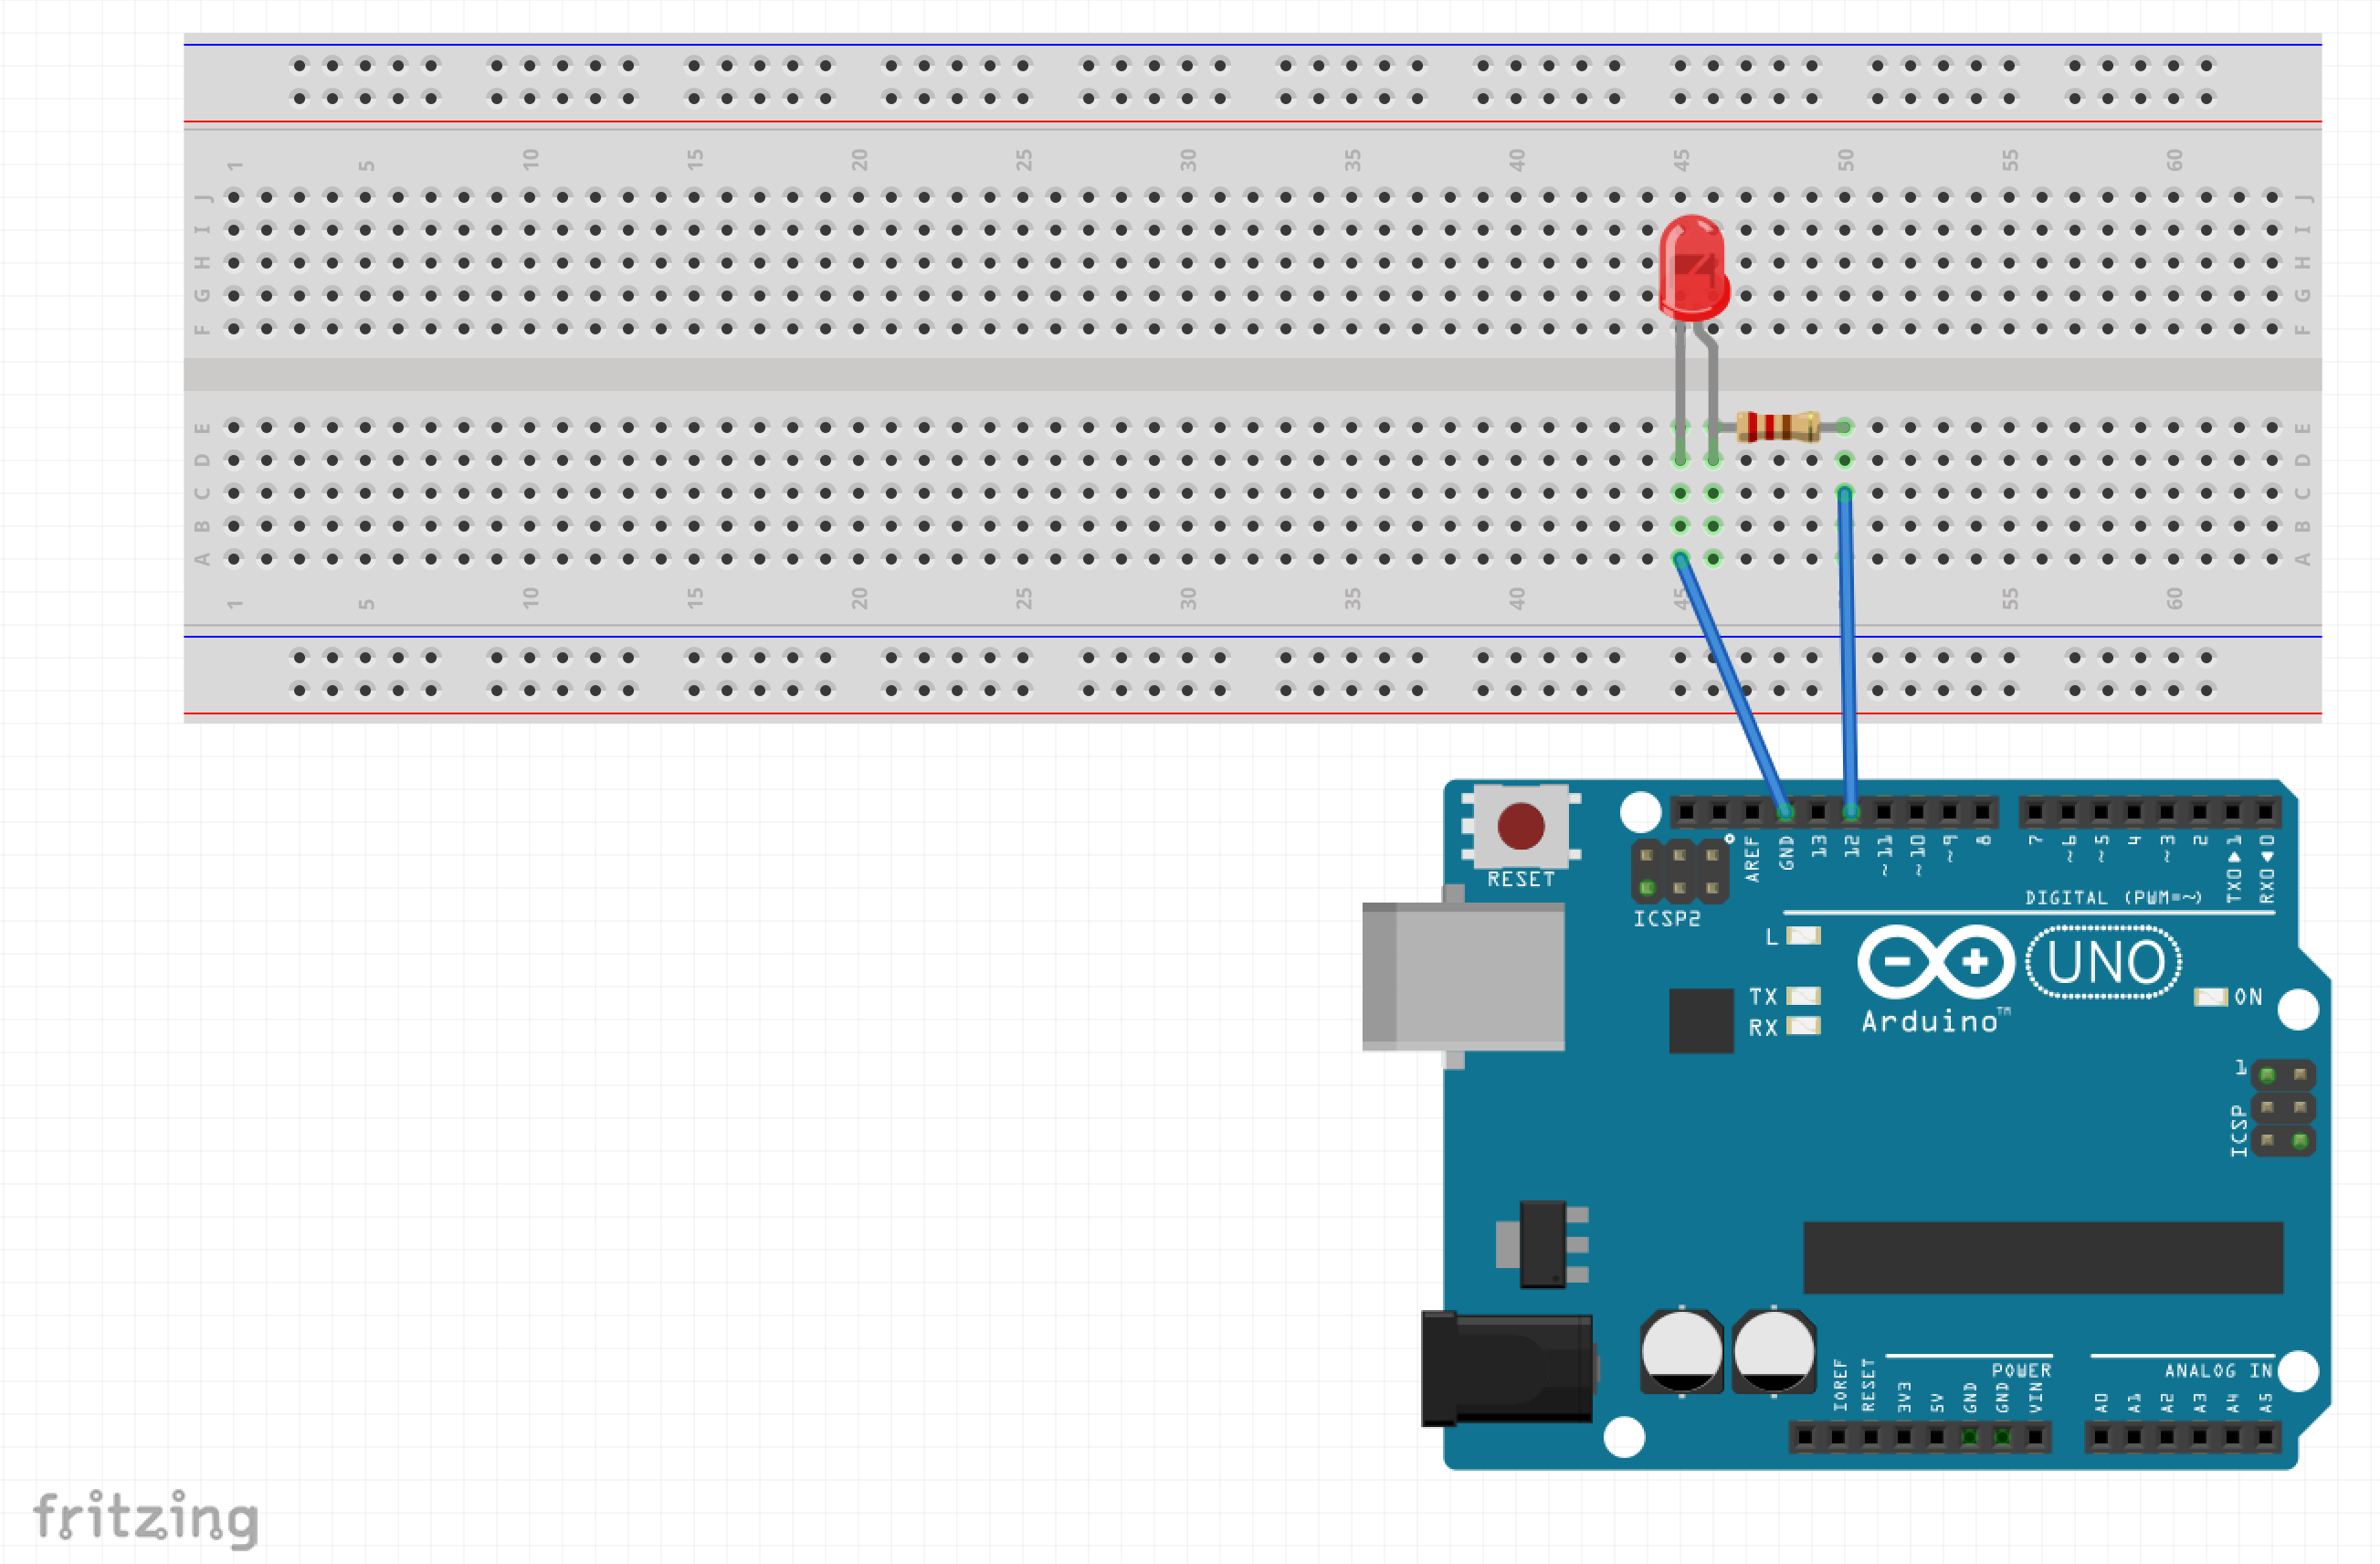 1 5 10 15 20 25 30 35 40 45 50 55 60
J J
I I
H H
G G
F F
E E
D D
C C
B B
A A
1 5 10 15 20 25 30 35 40 45 55 60
RESET
ICSP2
AREF GND 13 12 ~11 ~10 ~9 8 7 ~6 ~5 4 ~3 2 TX0▶1 RX0◀0
DIGITAL (PWM=~)
L
TX
RX
UNO
Arduino™
ON
1
ICSP
POWER
ANALOG IN
IOREF RESET 3V3 5V GND GND VIN A0 A1 A2 A3 A4 A5
fritzing